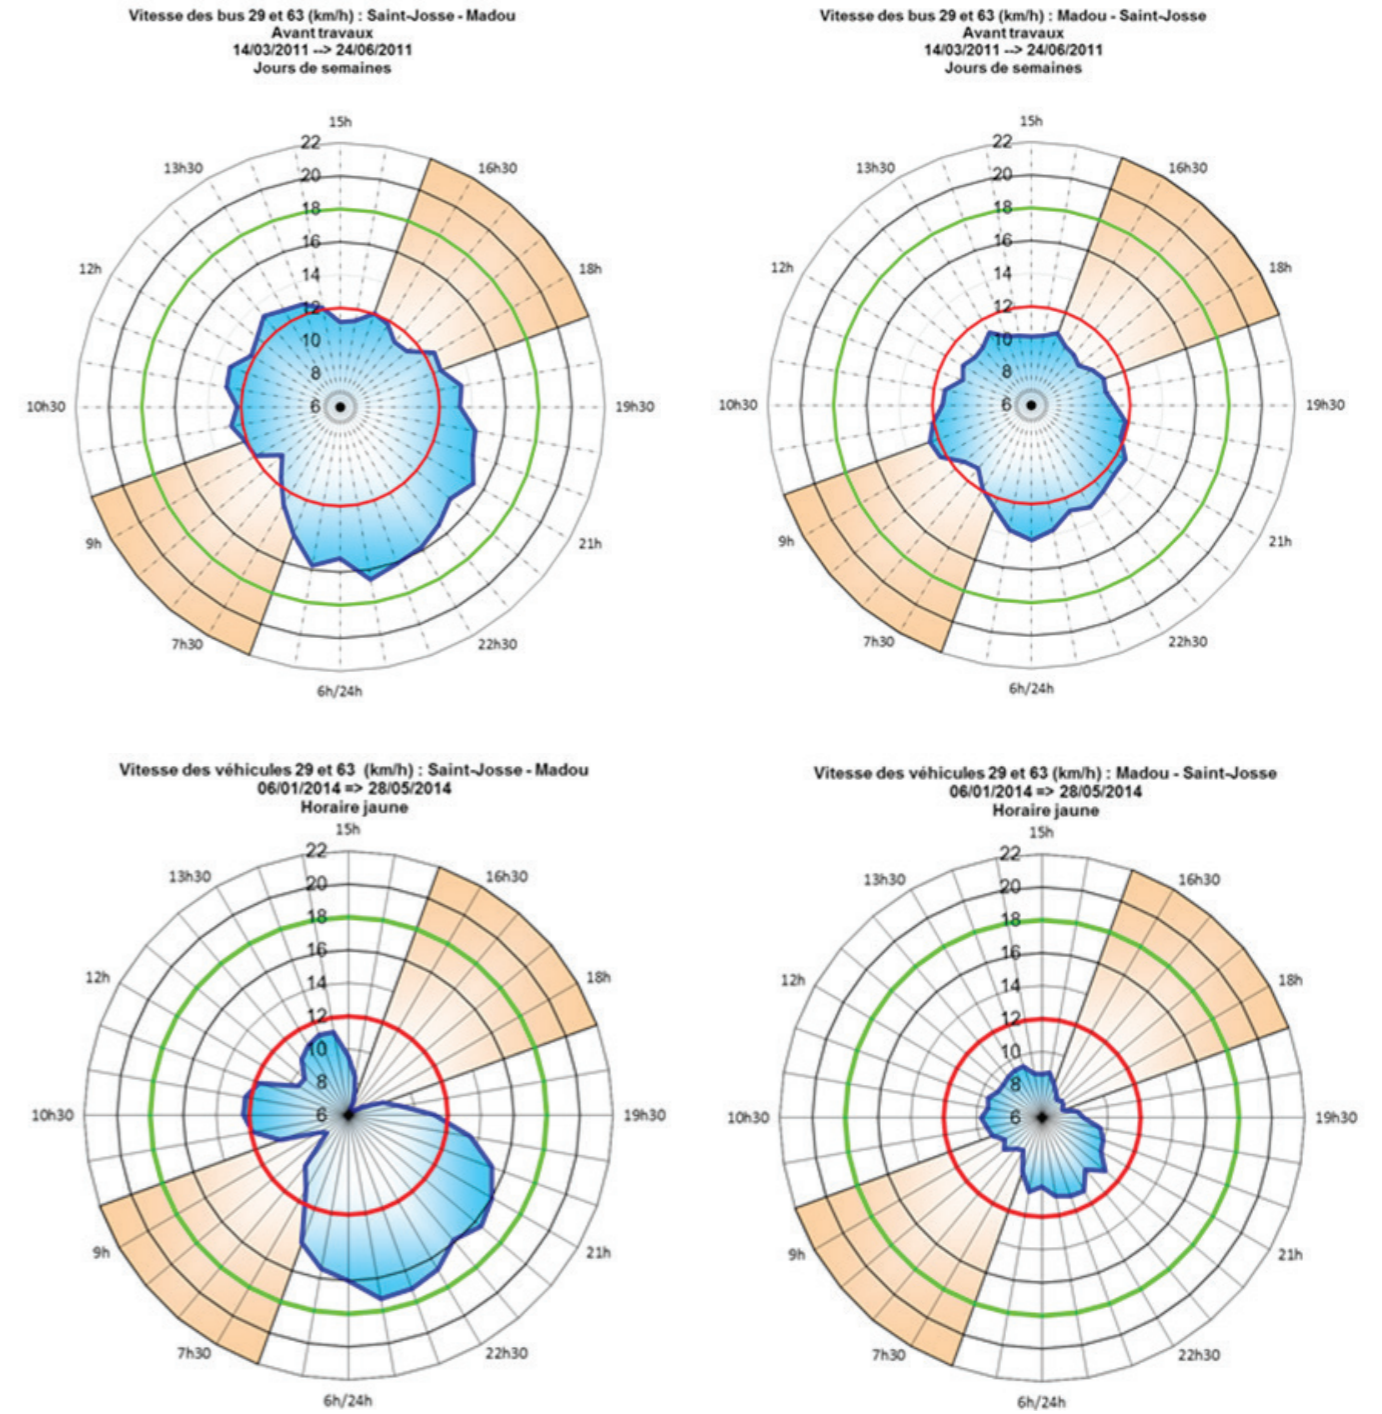 Vitesse des bus 29 et 63 (km/h) : Saint-Josse - Madou
Avant travaux
14/03/2011 --> 24/06/2011
Jours de semaines
15h
22
13h30
16h30
20
18
16
12h
18h
14
12
10
8
10h30
6
19h30
9h
21h
7h30
22h30
6h/24h
Vitesse des bus 29 et 63 (km/h) : Madou - Saint-Josse
Avant travaux
14/03/2011 --> 24/06/2011
Jours de semaines
15h
22
13h30
16h30
20
18
16
12h
18h
14
12
10
8
10h30
6
19h30
9h
21h
7h30
22h30
6h/24h
Vitesse des véhicules 29 et 63 (km/h) : Saint-Josse - Madou
06/01/2014 => 28/05/2014
Horaire jaune
15h
22
13h30
16h30
20
18
16
12h
18h
14
12
10
8
10h30
6
19h30
9h
21h
7h30
22h30
6h/24h
Vitesse des véhicules 29 et 63 (km/h) : Madou - Saint-Josse
06/01/2014 => 28/05/2014
Horaire jaune
15h
22
13h30
16h30
20
18
16
12h
18h
14
12
10
8
10h30
6
19h30
9h
21h
7h30
22h30
6h/24h